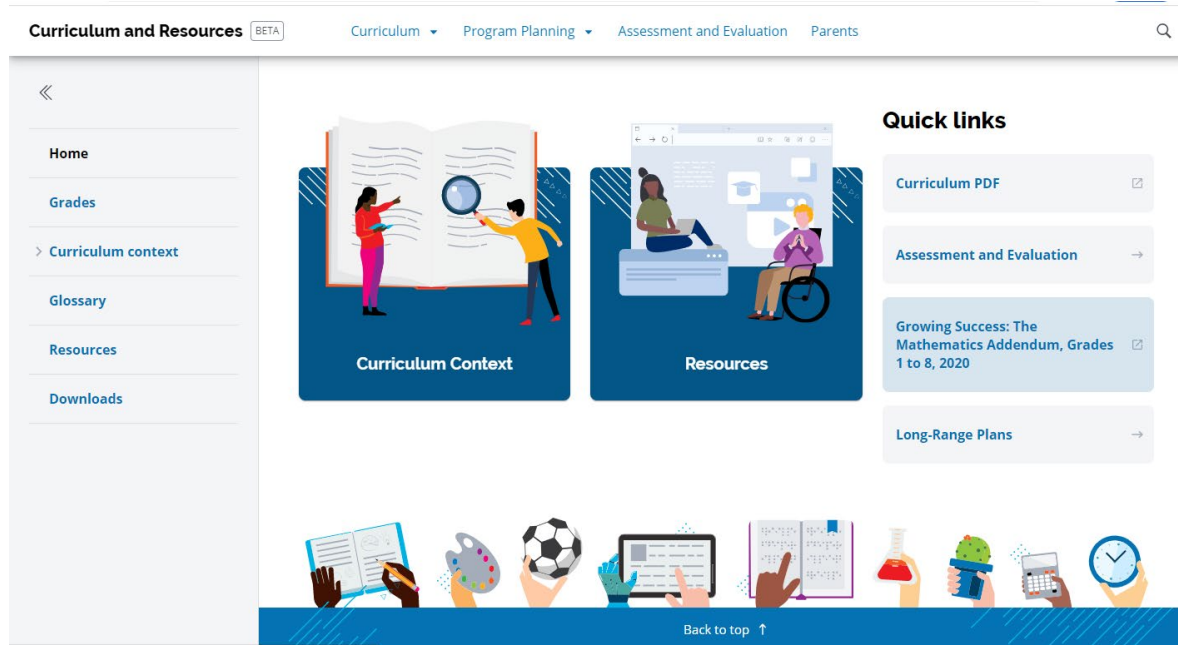 Curriculum and Resources BETA Curriculum Program Planning Assessment and Evaluation Parents
Home
Grades
Curriculum context
Glossary
Resources
Downloads
Curriculum Context
Resources
Quick links
Curriculum PDF
Assessment and Evaluation
Growing Success: The
Mathematics Addendum, Grades
1 to 8, 2020
Long-Range Plans
Back to top ↑